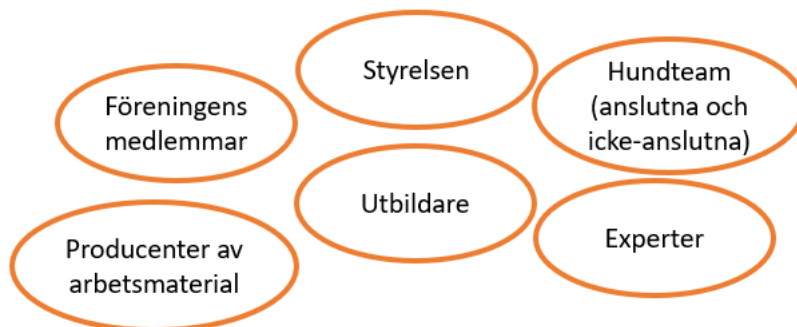 Styrelsen
Hundteam
(anslutna och
icke-anslutna)
Föreningens
medlemmar
Utbildare
Experter
Producenter av
arbetsmaterial